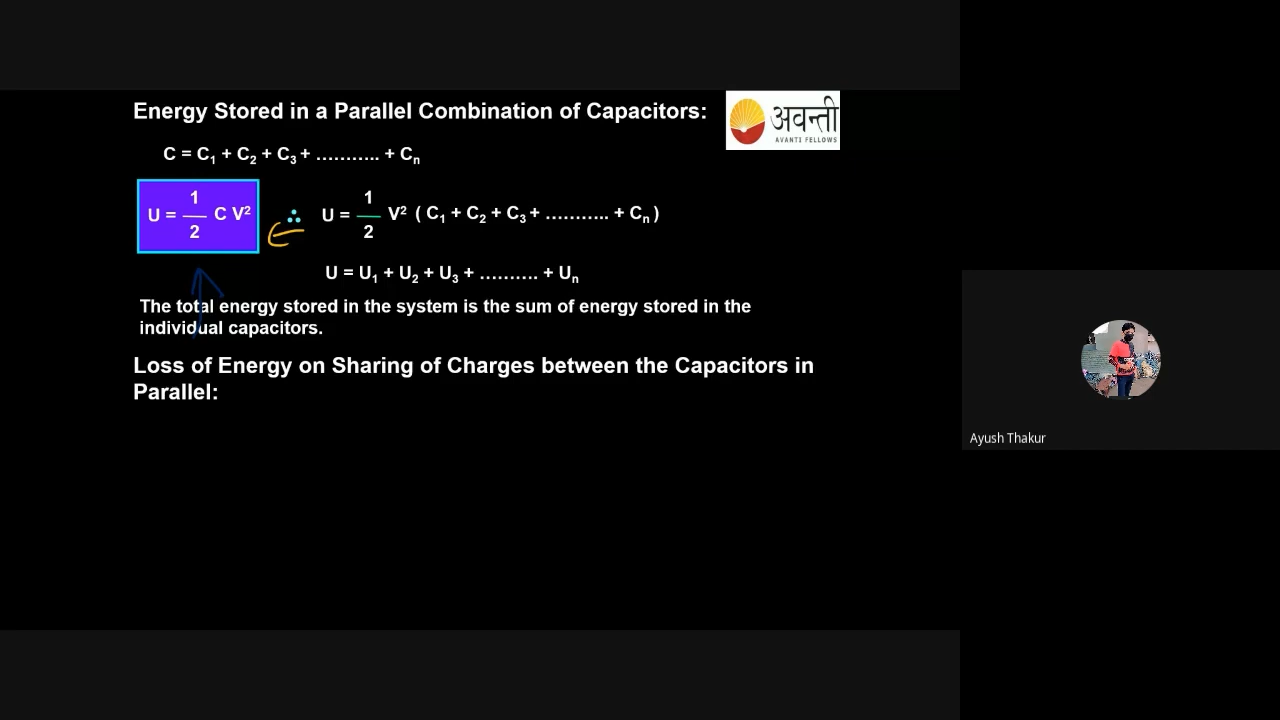 Energy Stored in a Parallel Combination of Capacitors:
अवन्ती
AVANTI FELLOWS
C = C₁ + C₂ + C₃ + ……….. + Cₙ
U = 1/2 C V² ∴ U = 1/2 V² ( C₁ + C₂ + C₃ + ……….. + Cₙ )
U = U₁ + U₂ + U₃ + ………. + Uₙ
The total energy stored in the system is the sum of energy stored in the
individual capacitors.
Loss of Energy on Sharing of Charges between the Capacitors in
Parallel:
Ayush Thakur